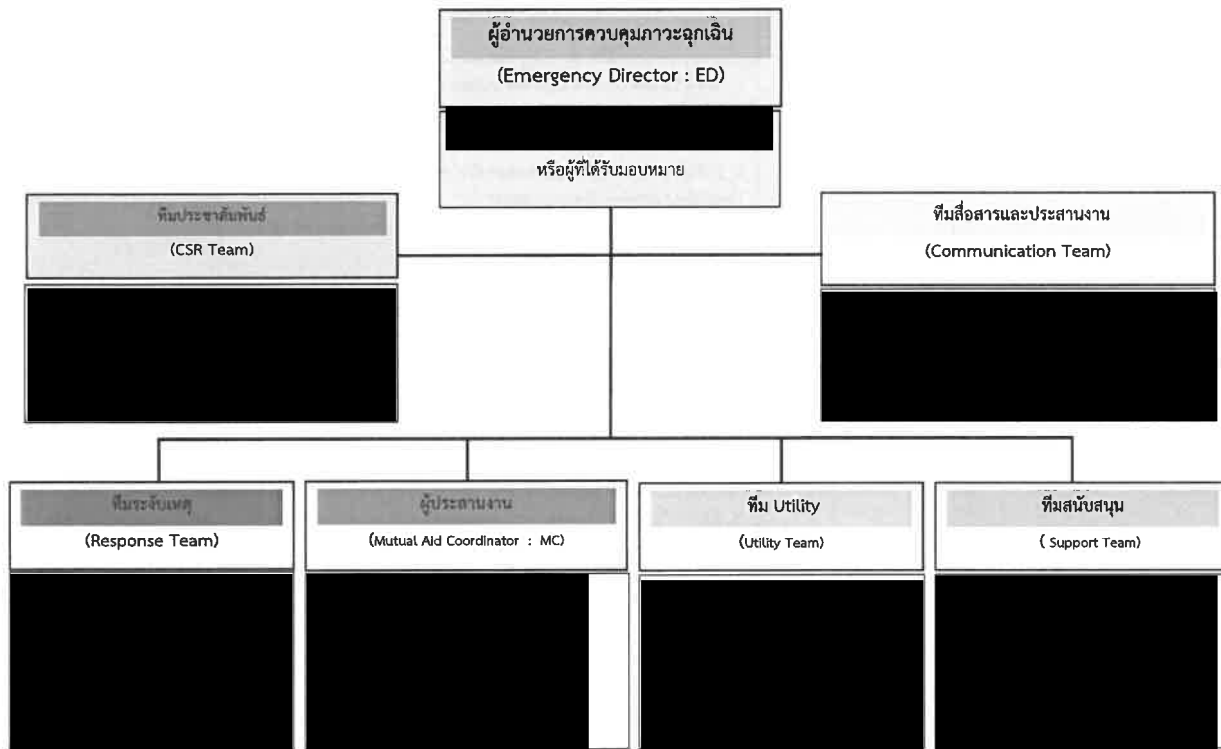 ผู้อำนวยการควบคุมภาวะฉุกเฉิน
(Emergency Director : ED)
หรือผู้ที่ได้รับมอบหมาย
ทีมประชาสัมพันธ์
(CSR Team)
ทีมสื่อสารและประสานงาน
(Communication Team)
ทีมระงับเหตุ
(Response Team)
ผู้ประสานงาน
(Mutual Aid Coordinator : MC)
ทีม Utility
(Utility Team)
ทีมสนับสนุน
( Support Team)